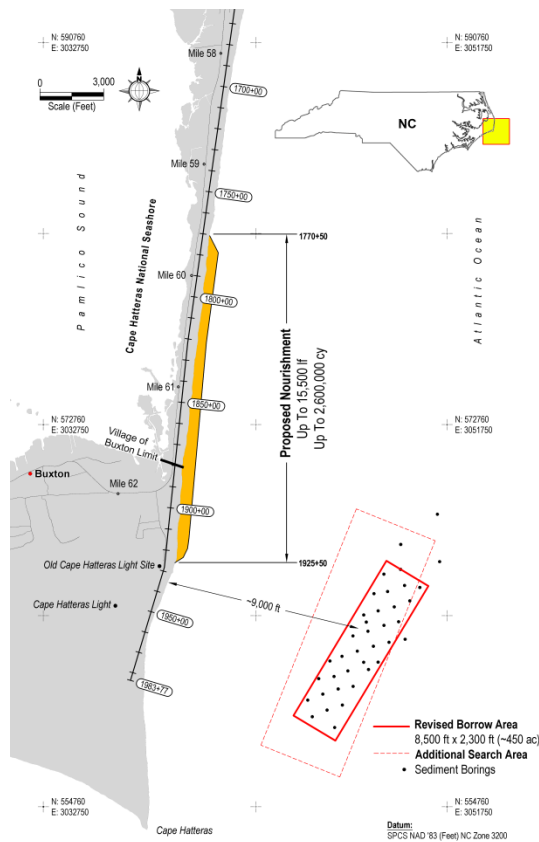 N: 590760
E: 3032750
N: 590760
E: 3051750
Mile 58
0
3,000
Scale (Feet)
1700+00
NC
Mile 59
1750+00
Pamlico Sound
Cape Hatteras National Seashore
Atlantic Ocean
1770+50
Mile 60
1800+00
Proposed Nourishment
Up To 15,500 lf
Up To 2,600,000 cy
Mile 61
1850+00
N: 572760
E: 3032750
N: 572760
E: 3051750
Village of
Buxton Limit
Buxton
Mile 62
1900+00
1925+50
Old Cape Hatteras Light Site
~9,000 ft
Cape Hatteras Light
1950+00
1983+77
Revised Borrow Area
8,500 ft x 2,300 ft (~450 ac)
Additional Search Area
Sediment Borings
N: 554760
E: 3032750
N: 554760
E: 3051750
Cape Hatteras
Datum:
SPCS NAD '83 (Feet) NC Zone 3200